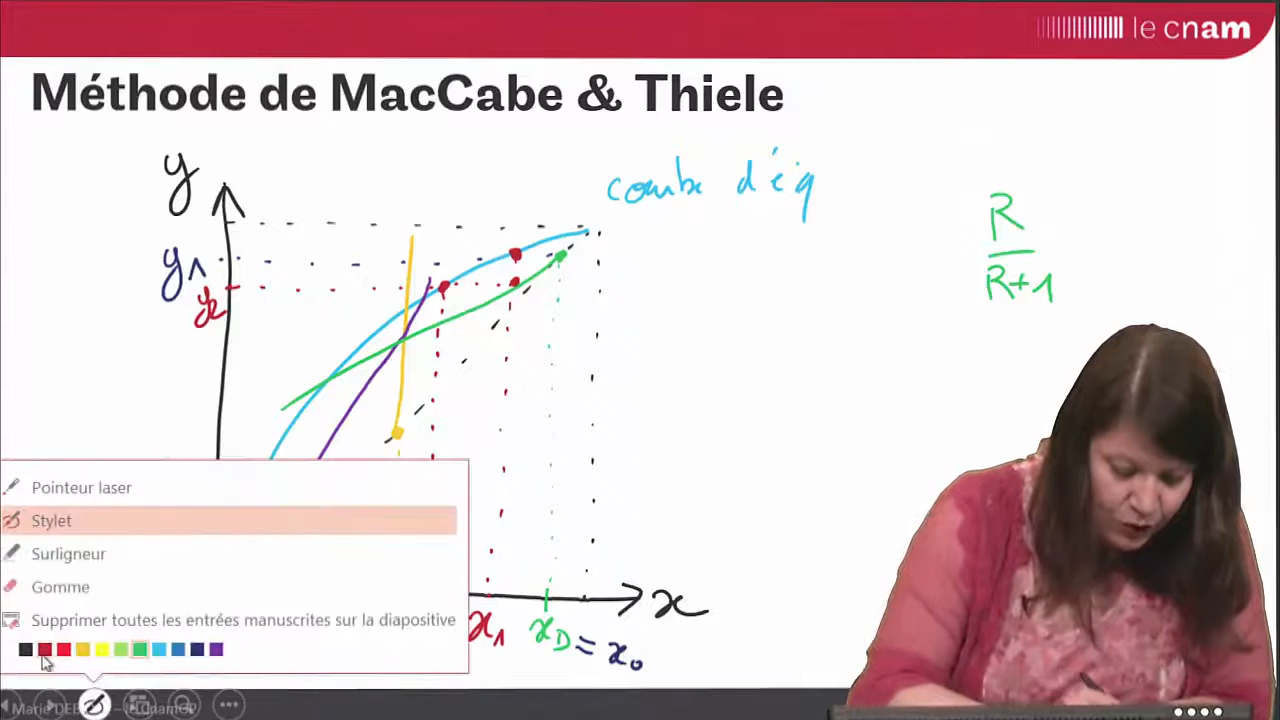 le cnam
Méthode de MacCabe & Thiele
y
courbe d'éq
R
R+1
y1
y2
Pointeur laser
Stylet
Surligneur
Gomme
Supprimer toutes les entrées manuscrites sur la diapositive
x
x1
xD = x0